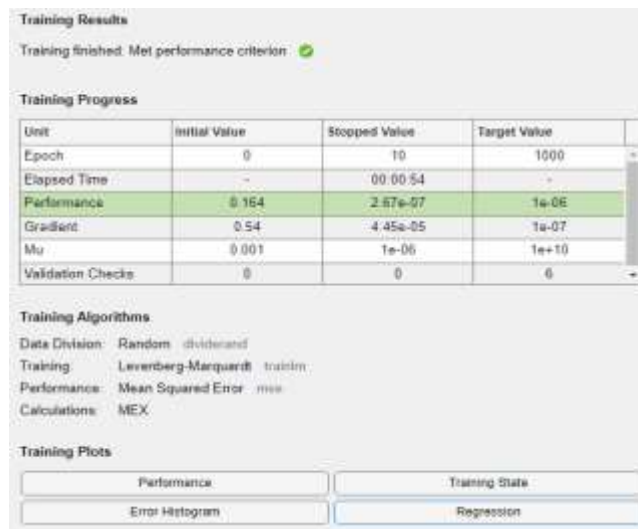 Training Results
Training finished: Met performance criterion
Training Progress
Unit Initial Value Stopped Value Target Value
Epoch 0 10 1000
Elapsed Time - 00:00:54 -
Performance 0.164 2.67e-07 1e-06
Gradient 0.54 4.45e-05 1e-07
Mu 0.001 1e-06 1e+10
Validation Checks 0 0 6
Training Algorithms
Data Division: Random dividerand
Training: Levenberg-Marquardt trainlm
Performance: Mean Squared Error mse
Calculations: MEX
Training Plots
Performance Training State
Error Histogram Regression